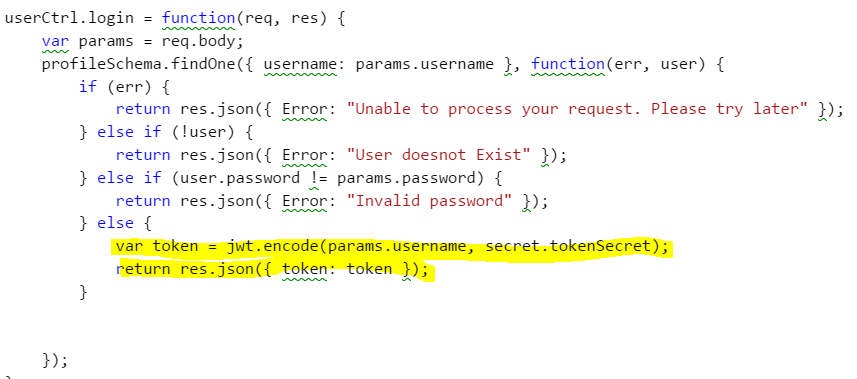 userCtrl.login = function(req, res) {
    var params = req.body;
    profileSchema.findOne({ username: params.username }, function(err, user) {
        if (err) {
            return res.json({ Error: "Unable to process your request. Please try later" });
        } else if (!user) {
            return res.json({ Error: "User doesnot Exist" });
        } else if (user.password != params.password) {
            return res.json({ Error: "Invalid password" });
        } else {
            var token = jwt.encode(params.username, secret.tokenSecret);
            return res.json({ token: token });
        }
    });